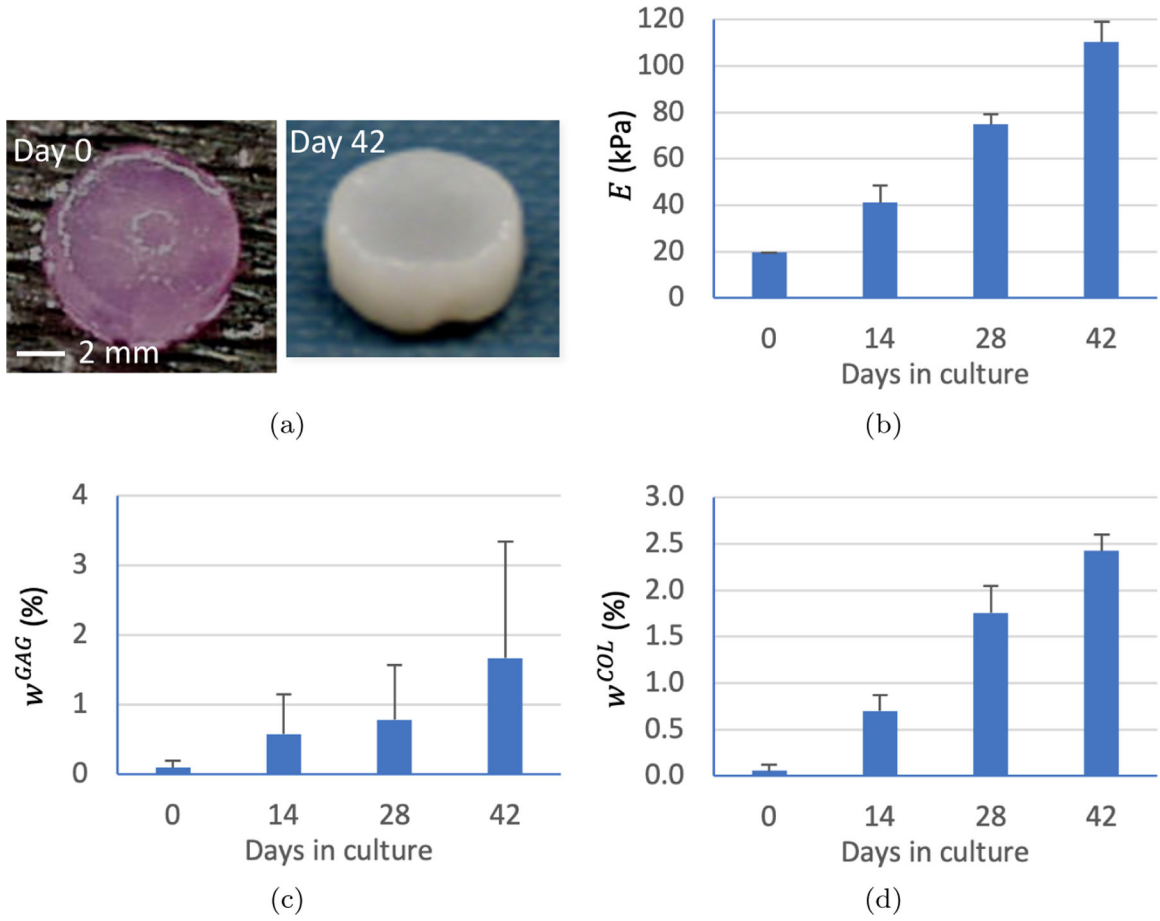 Day 0
2 mm
Day 42
(a)
E (kPa)
120
100
80
60
40
20
0
0 14 28 42
Days in culture
(b)
w^GAG (%)
4
3
2
1
0
0 14 28 42
Days in culture
(c)
w^COL (%)
3.0
2.5
2.0
1.5
1.0
0.5
0.0
0 14 28 42
Days in culture
(d)